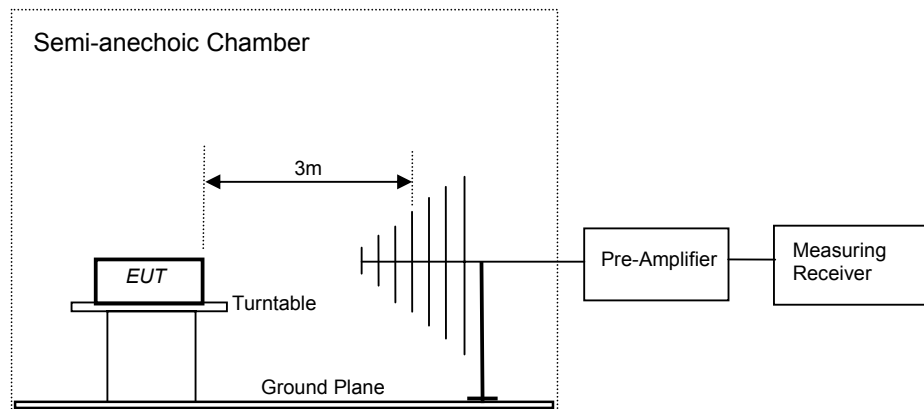 Semi-anechoic Chamber
3m
EUT
Turntable
Ground Plane
Pre-Amplifier
Measuring
Receiver